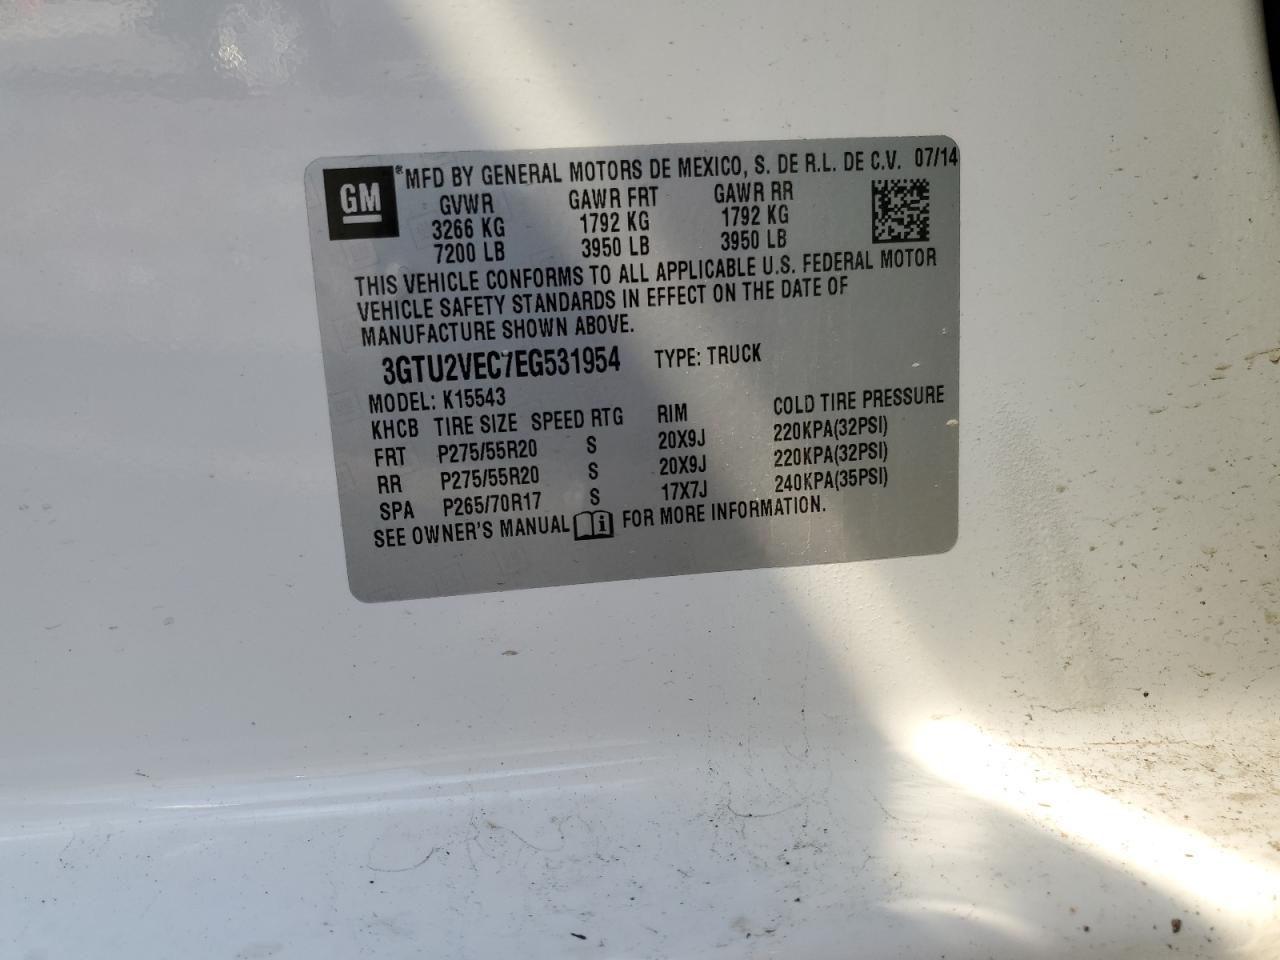 GM ® MFD BY GENERAL MOTORS DE MEXICO, S. DE R.L. DE C.V. 07/14
GVWR GAWR FRT GAWR RR
3266 KG 1792 KG 1792 KG
7200 LB 3950 LB 3950 LB
THIS VEHICLE CONFORMS TO ALL APPLICABLE U.S. FEDERAL MOTOR
VEHICLE SAFETY STANDARDS IN EFFECT ON THE DATE OF
MANUFACTURE SHOWN ABOVE.
3GTU2VEC7EG531954 TYPE: TRUCK
MODEL: K15543
KHCB TIRE SIZE SPEED RTG RIM COLD TIRE PRESSURE
FRT P275/55R20 S 20X9J 220KPA(32PSI)
RR P275/55R20 S 20X9J 220KPA(32PSI)
SPA P265/70R17 S 17X7J 240KPA(35PSI)
SEE OWNER'S MANUAL i FOR MORE INFORMATION.